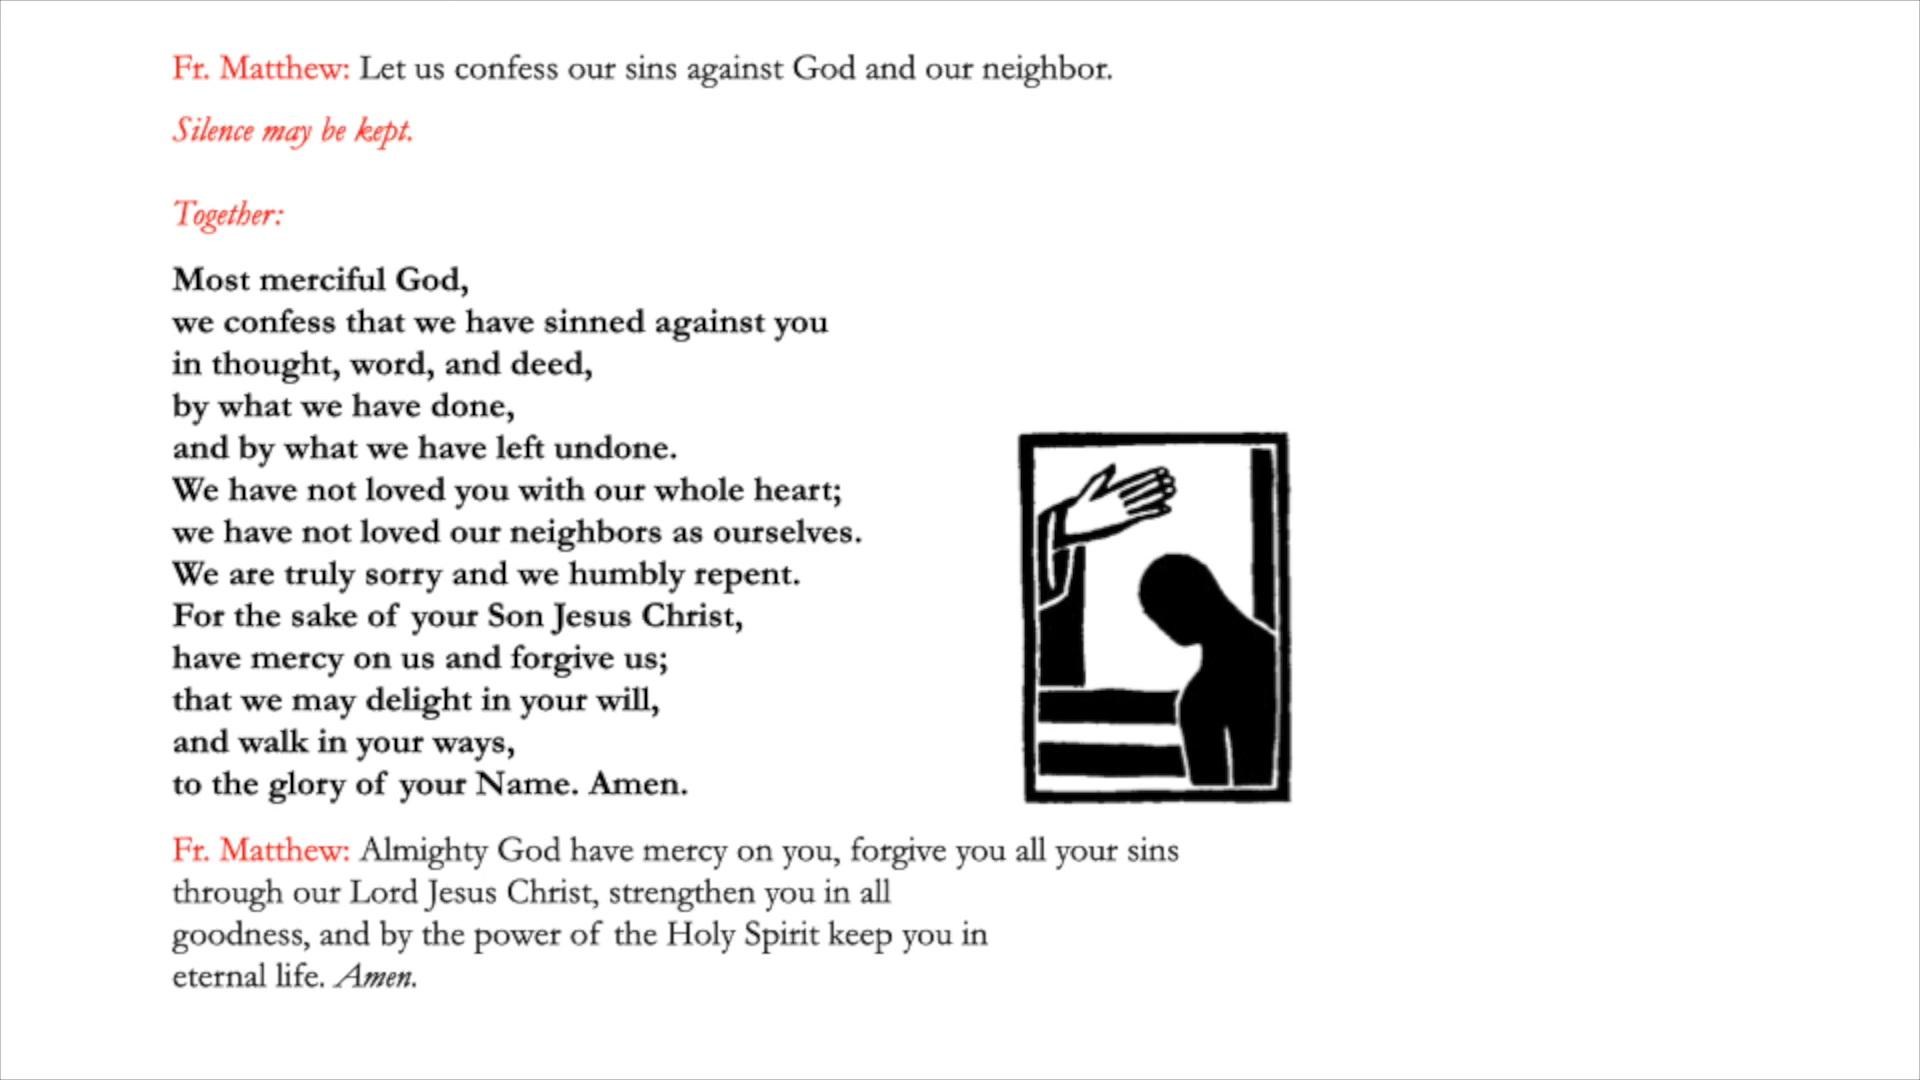 Fr. Matthew: Let us confess our sins against God and our neighbor.
Silence may be kept.
Together:
Most merciful God,
we confess that we have sinned against you
in thought, word, and deed,
by what we have done,
and by what we have left undone.
We have not loved you with our whole heart;
we have not loved our neighbors as ourselves.
We are truly sorry and we humbly repent.
For the sake of your Son Jesus Christ,
have mercy on us and forgive us;
that we may delight in your will,
and walk in your ways,
to the glory of your Name. Amen.
Fr. Matthew: Almighty God have mercy on you, forgive you all your sins
through our Lord Jesus Christ, strengthen you in all
goodness, and by the power of the Holy Spirit keep you in
eternal life. Amen.